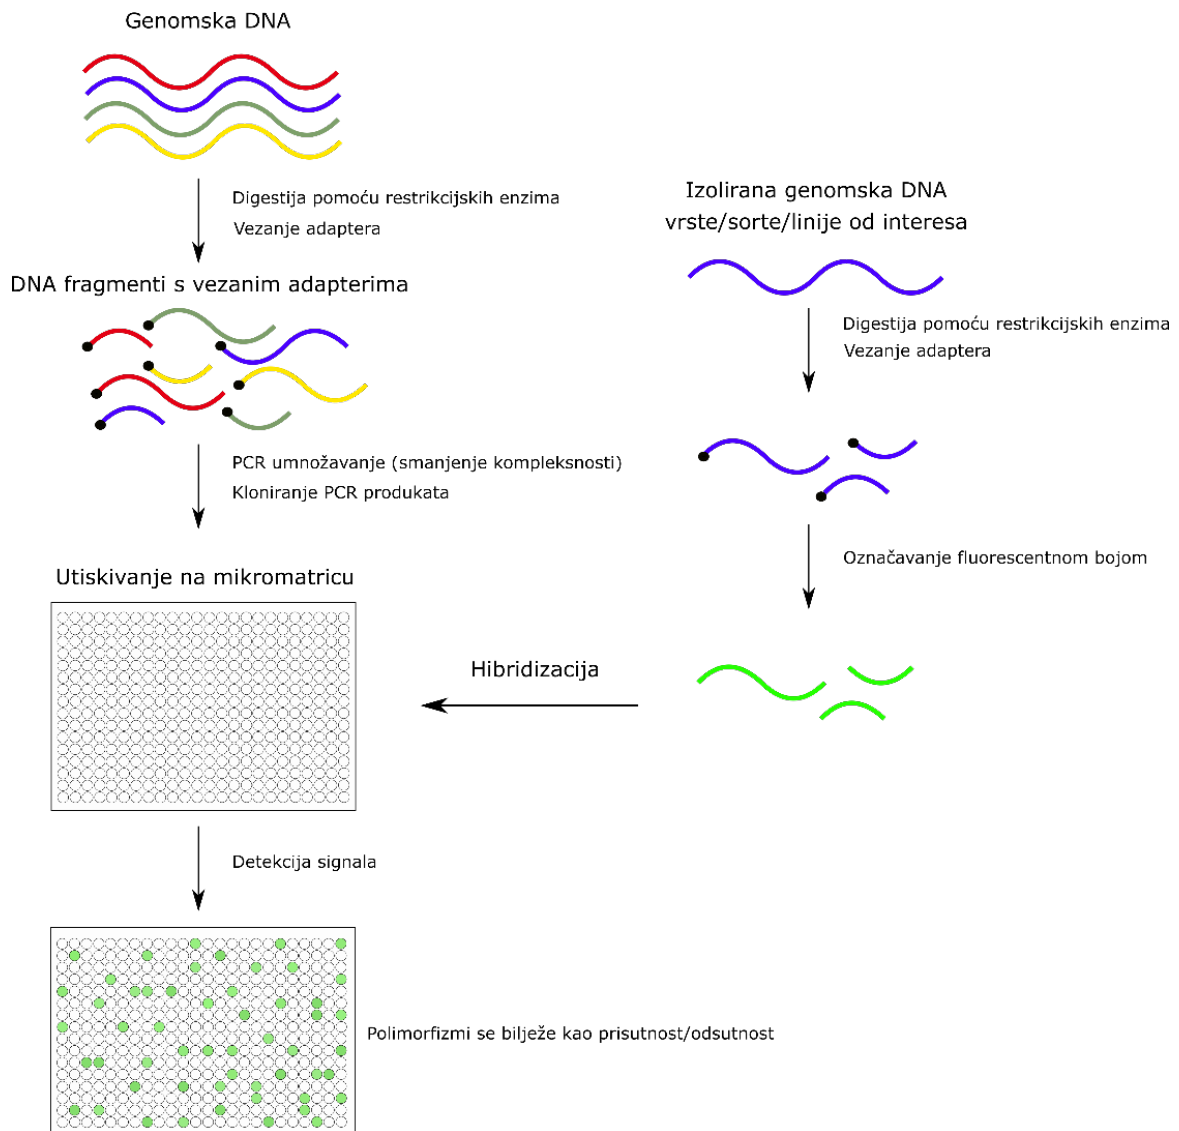 Genomska DNA
Digestija pomoću restrikcijskih enzima
Vezanje adaptera
DNA fragmenti s vezanim adapterima
PCR umnožavanje (smanjenje kompleksnosti)
Kloniranje PCR produkata
Utiskivanje na mikromatricu
Izolirana genomska DNA
vrste/sorte/linije od interesa
Digestija pomoću restrikcijskih enzima
Vezanje adaptera
Označavanje fluorescentnom bojom
Hibridizacija
Detekcija signala
Polimorfizmi se bilježe kao prisutnost/odsutnost